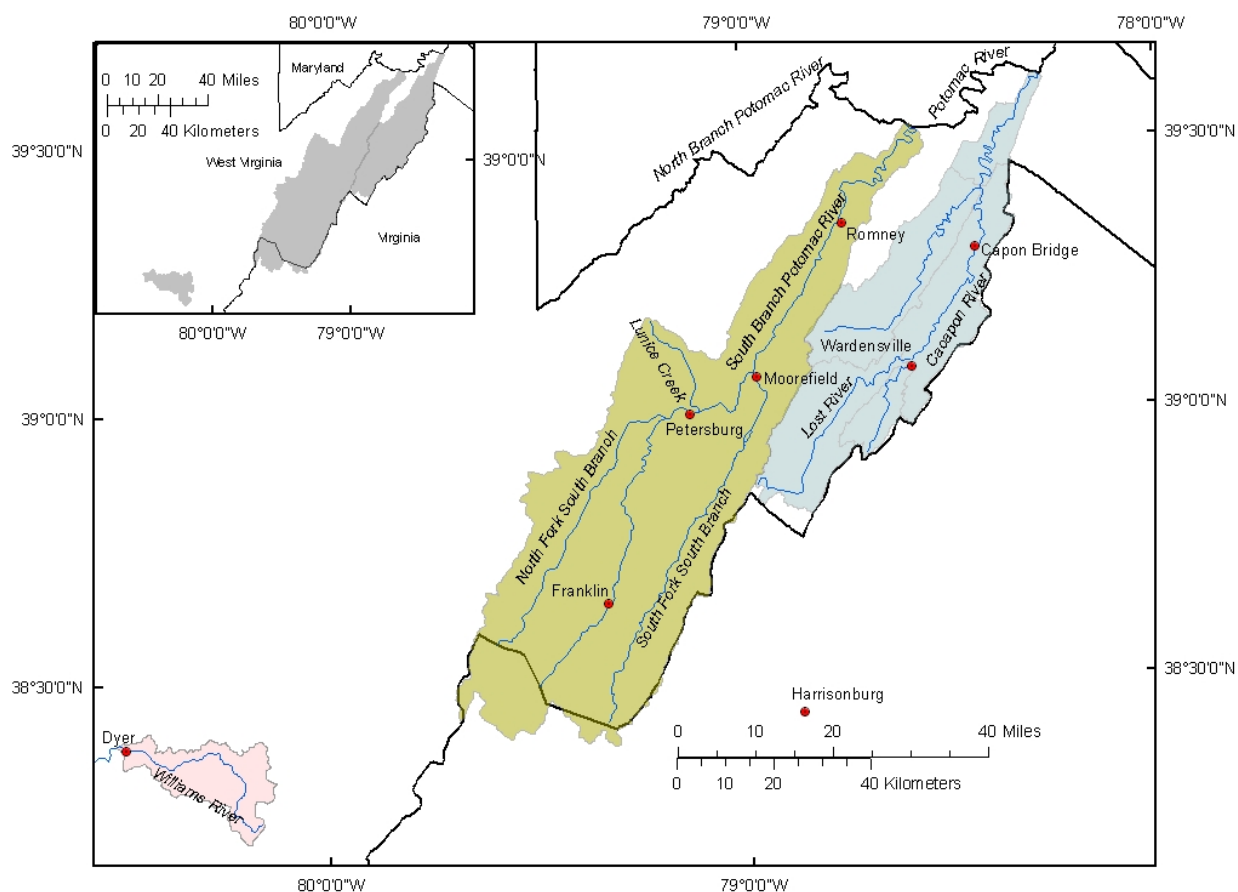 80°0'0"W
79°0'0"W
78°0'0"W
0 10 20 40 Miles
0 20 40 Kilometers
Maryland
West Virginia
Virginia
39°0'0"N
80°0'0"W
79°0'0"W
39°30'0"N
39°30'0"N
North Branch Potomac River
Potomac River
Romney
Capon Bridge
South Branch Potomac River
Lunice Creek
Wardensville
Cacapon River
Moorefield
Lost River
39°0'0"N
39°0'0"N
Petersburg
North Fork South Branch
South Fork South Branch
Franklin
38°30'0"N
38°30'0"N
Harrisonburg
0 10 20 40 Miles
0 10 20 40 Kilometers
Dyer
Williams River
80°0'0"W
79°0'0"W